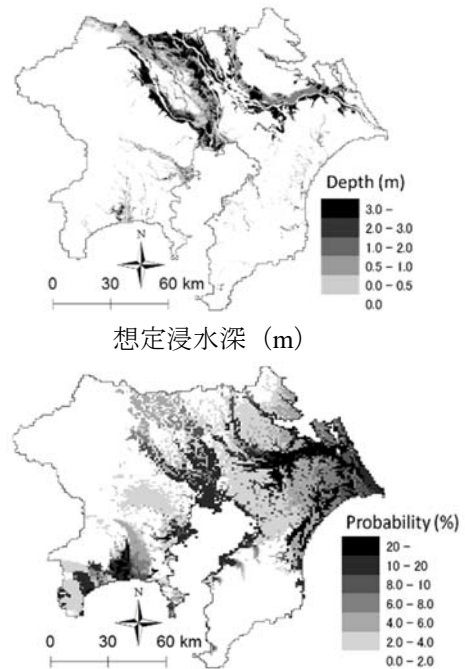 Depth (m)
3.0 -
2.0 - 3.0
1.0 - 2.0
0.5 - 1.0
0.0 - 0.5
0.0
N
0 30 60 km
想定浸水深（m）
Probability (%)
20 -
10 - 20
8.0 - 10
6.0 - 8.0
4.0 - 6.0
2.0 - 4.0
0.0 - 2.0
N
0 30 60 km